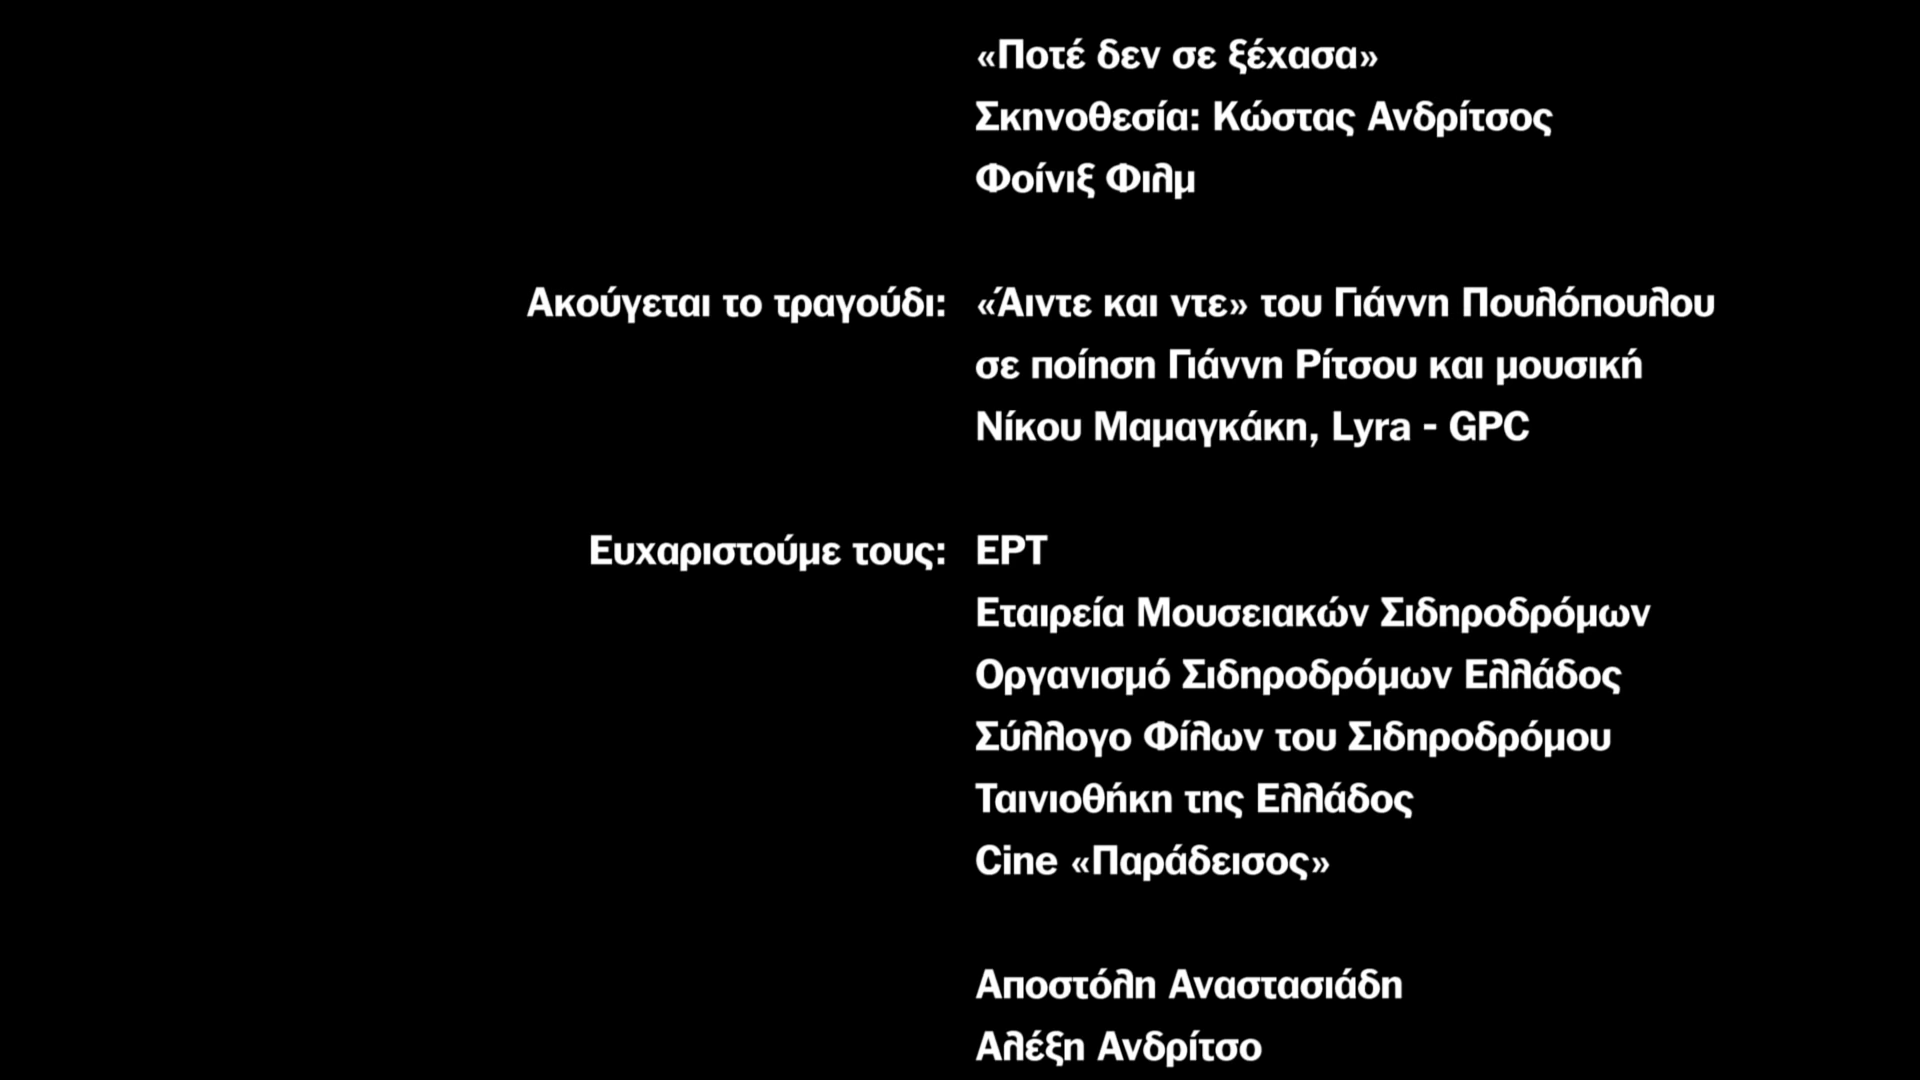 «Ποτέ δεν σε ξέχασα»
Σκηνοθεσία: Κώστας Ανδρίτσος
Φοίνιξ Φιλμ
Ακούγεται το τραγούδι: «Άιντε και ντε» του Γιάννη Πουλόπουλου
σε ποίηση Γιάννη Ρίτσου και μουσική
Νίκου Μαμαγκάκη, Lyra - GPC
Ευχαριστούμε τους: ΕΡΤ
Εταιρεία Μουσειακών Σιδηροδρόμων
Οργανισμό Σιδηροδρόμων Ελλάδος
Σύλλογο Φίλων του Σιδηροδρόμου
Ταινιοθήκη της Ελλάδος
Cine «Παράδεισος»
Αποστόλη Αναστασιάδη
Αλέξη Ανδρίτσο